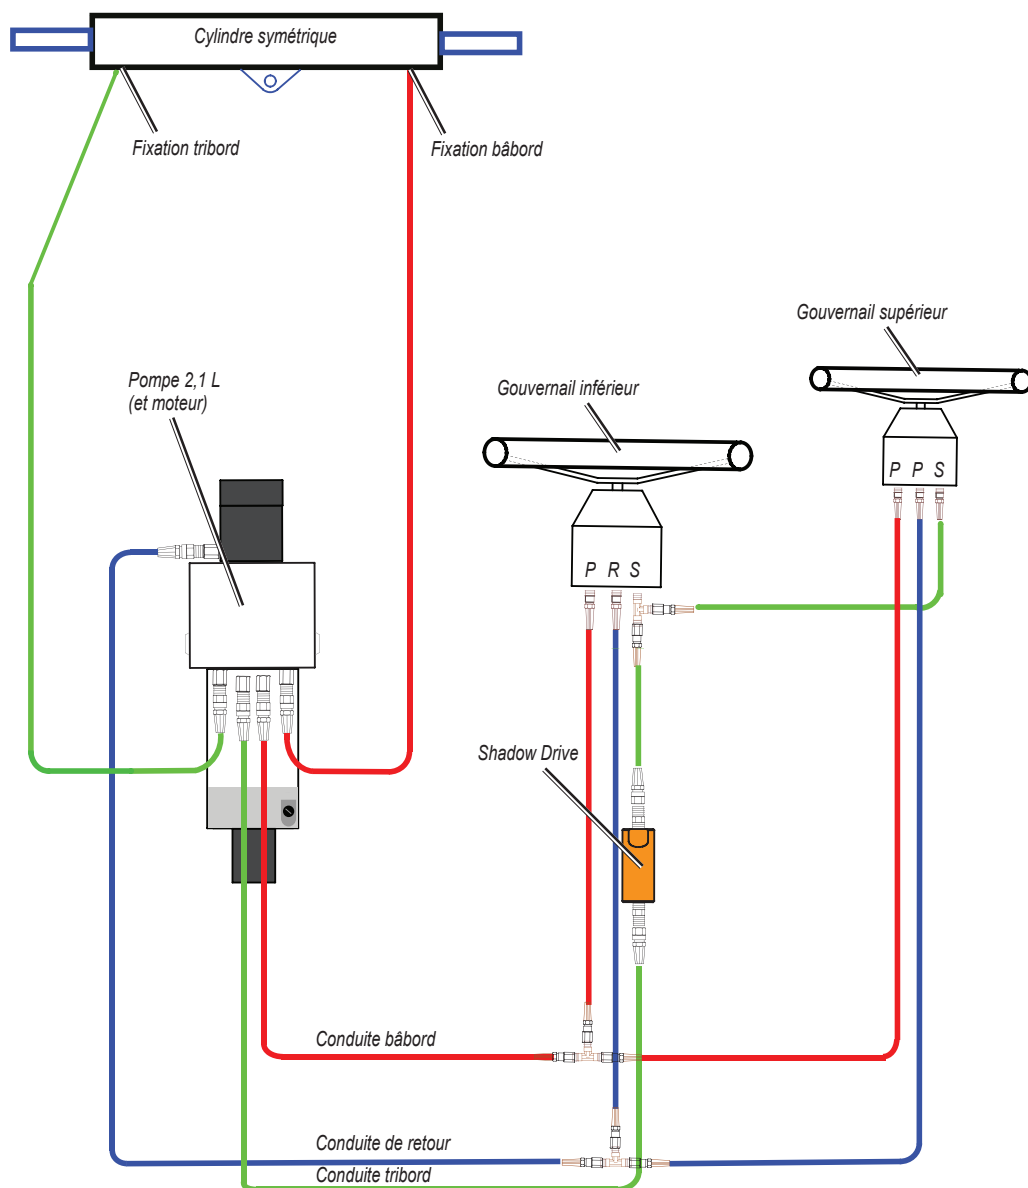 Cylindre symétrique
Fixation tribord
Fixation bâbord
Gouvernail supérieur
Pompe 2,1 L
(et moteur)
Gouvernail inférieur
P P S
P R S
Shadow Drive
Conduite bâbord
Conduite de retour
Conduite tribord